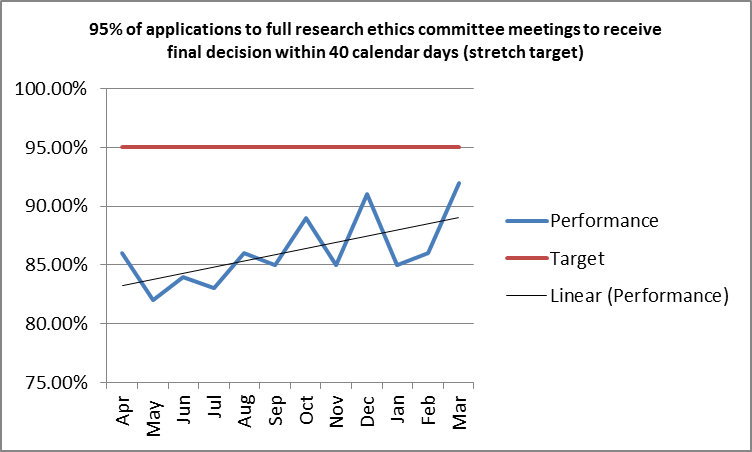 95% of applications to full research ethics committee meetings to receive
final decision within 40 calendar days (stretch target)
100.00%
95.00%
90.00%
85.00%
80.00%
75.00%
Apr
May
Jun
Jul
Aug
Sep
Oct
Nov
Dec
Jan
Feb
Mar
Performance
Target
Linear (Performance)